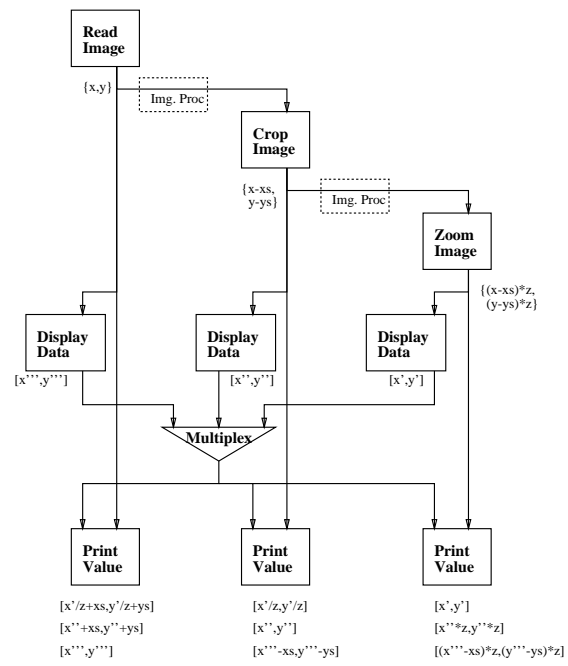 Read
Image
{x,y}
Img. Proc
Crop
Image
{x-xs,
y-ys}
Img. Proc
Zoom
Image
{(x-xs)*z,
(y-ys)*z}
Display
Data
Display
Data
Display
Data
[x''',y''']
[x'',y'']
[x',y']
Multiplex
Print
Value
Print
Value
Print
Value
[x'/z+xs,y'/z+ys]
[x''+xs,y''+ys]
[x''',y''']
[x'/z,y'/z]
[x'',y'']
[x'''-xs,y'''-ys]
[x',y']
[x''*z,y''*z]
[(x'''-xs)*z,(y'''-ys)*z]